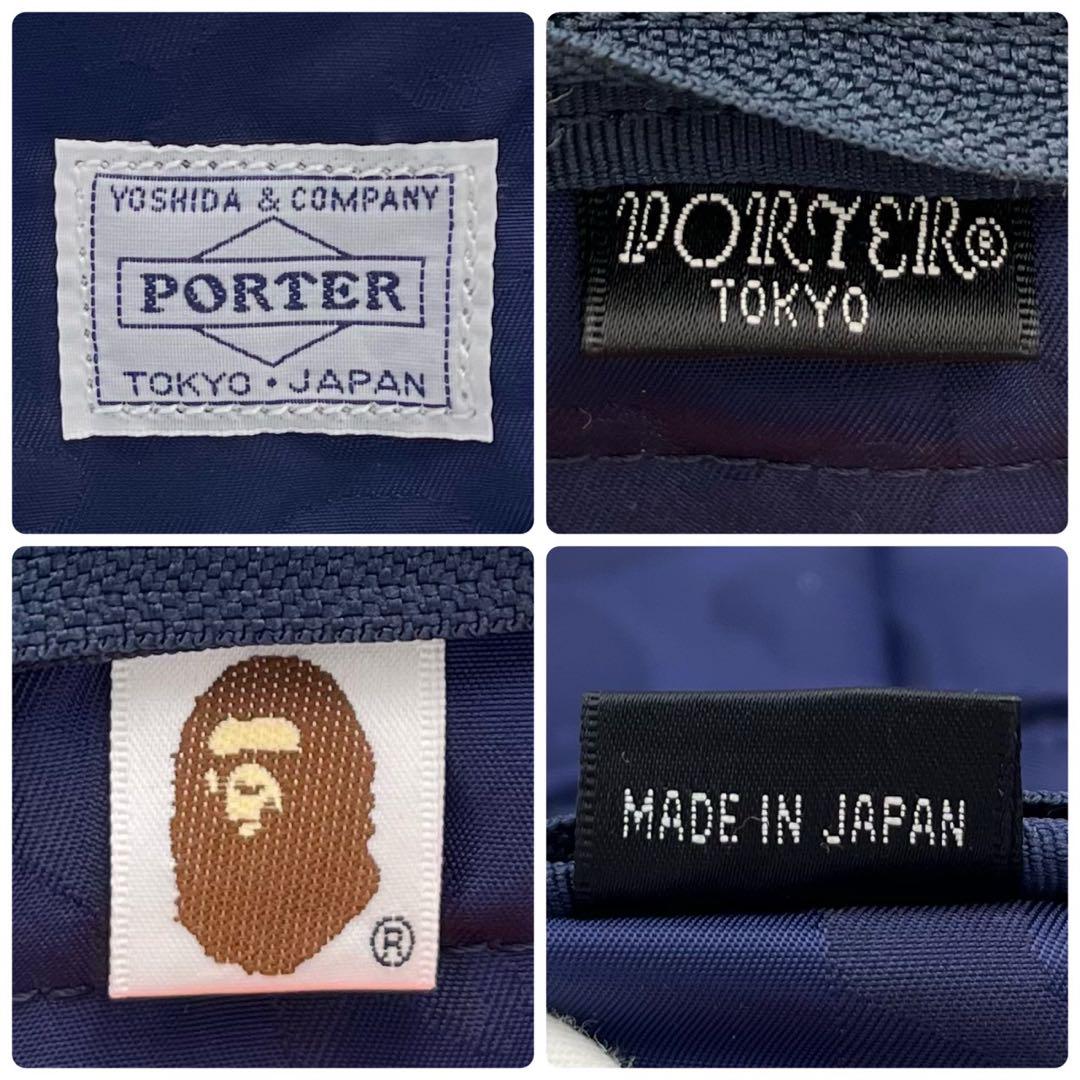 YOSHIDA & COMPANY
PORTER
TOKYO・JAPAN
PORTER®
TOKYO
®
MADE IN JAPAN